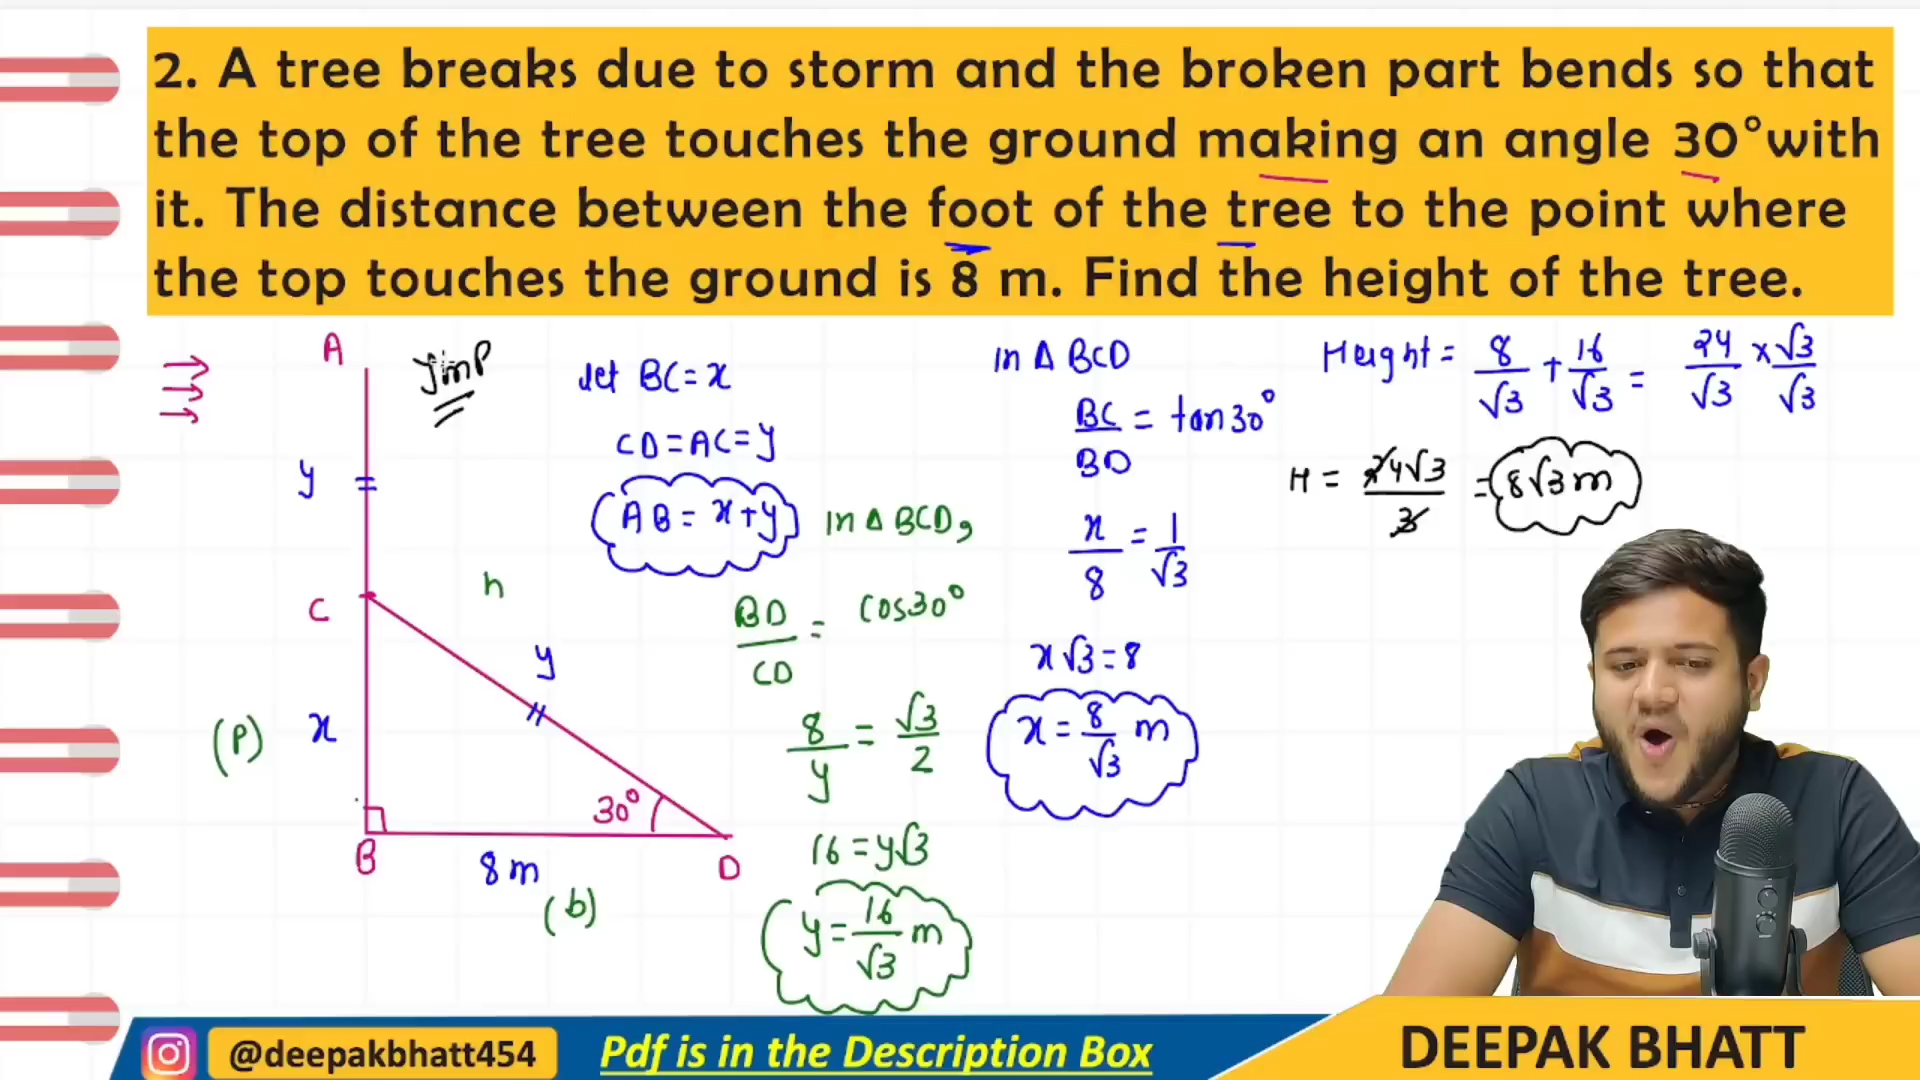 2. A tree breaks due to storm and the broken part bends so that
the top of the tree touches the ground making an angle 30°with
it. The distance between the foot of the tree to the point where
the top touches the ground is 8 m. Find the height of the tree.
A
y
C
(P)
x
B
8m
(b)
D
30°
y
h
Imp
Let BC=x
CD=AC=y
AB=x+y
In Δ BCD,
BD/CD = cos30°
8/y = √3/2
16=y√3
y=16/√3 m
In Δ BCD
BC/BD = tan30°
x/8 = 1/√3
x√3=8
x=8/√3 m
Height = 8/√3 + 16/√3 = 24/√3 × √3/√3
H = 24√3/3 = 8√3m
@deepakbhatt454
Pdf is in the Description Box
DEEPAK BHATT